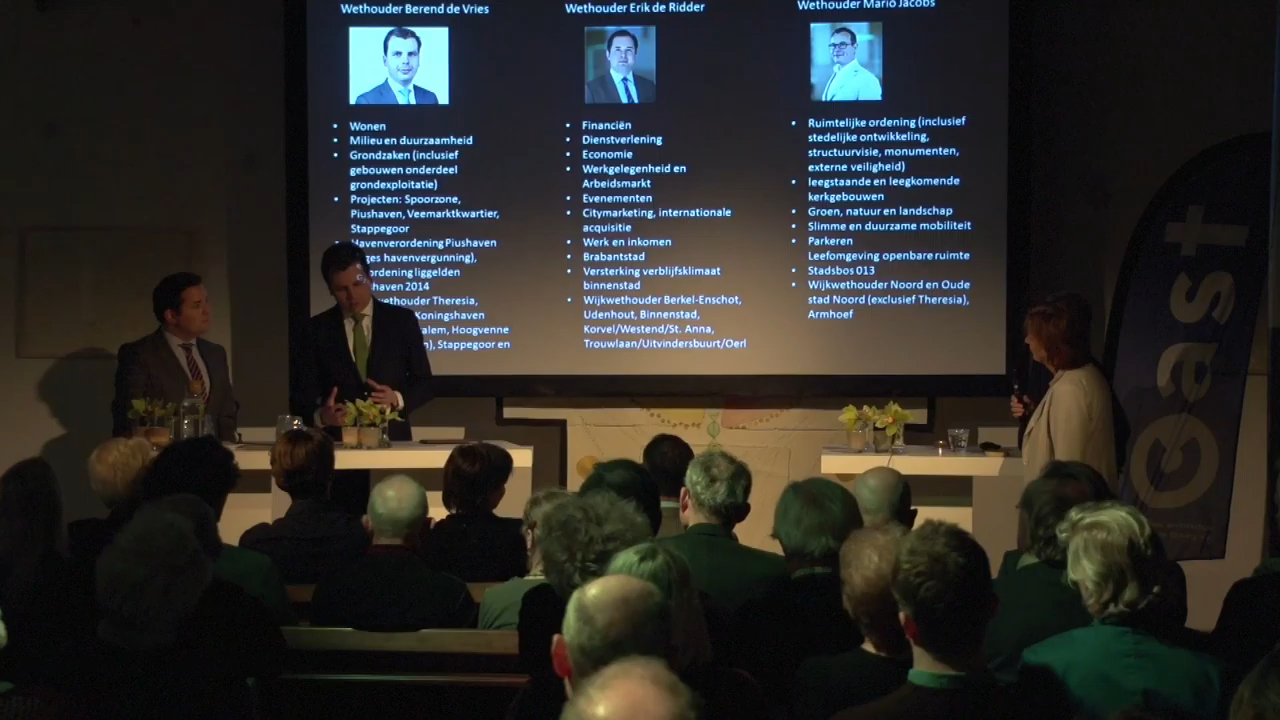 Wethouder Berend de Vries
• Wonen
• Milieu en duurzaamheid
• Grondzaken (inclusief
gebouwen onderdeel
grondexploitatie)
• Projecten: Spoorzone,
Piushaven, Veemarktkwartier,
Stappegoor
Havenverordening Piushaven
ges havenvergunning),
ordening liggelden
haven 2014
ethouder Theresia,
Koningshaven
alem, Hoogvenne
n), Stappegoor en
Wethouder Erik de Ridder
• Financiën
• Dienstverlening
• Economie
• Werkgelegenheid en
Arbeidsmarkt
• Evenementen
• Citymarketing, internationale
acquisitie
• Werk en inkomen
• Brabantstad
• Versterking verblijfsklimaat
binnenstad
• Wijkwethouder Berkel-Enschot,
Udenhout, Binnenstad,
Korvel/Westend/St. Anna,
Trouwlaan/Uitvindersbuurt/Oerl
Wethouder Mario Jacobs
• Ruimtelijke ordening (inclusief
stedelijke ontwikkeling,
structuurvisie, monumenten,
externe veiligheid)
• leegstaande en leegkomende
kerkgebouwen
• Groen, natuur en landschap
• Slimme en duurzame mobiliteit
• Parkeren
Leefomgeving openbare ruimte
• Stadsbos 013
• Wijkwethouder Noord en Oude
stad Noord (exclusief Theresia),
Armhoef
east